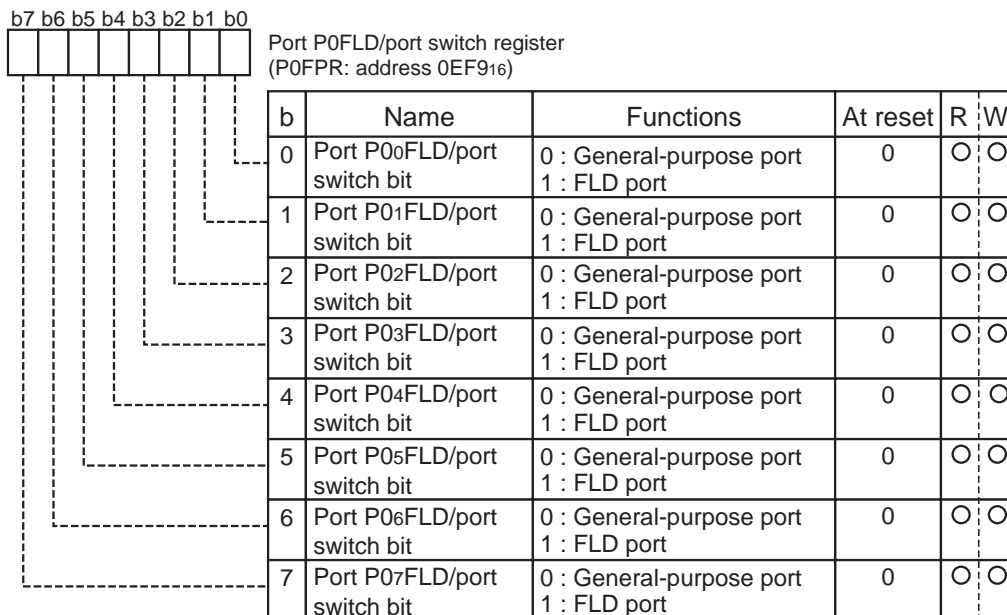 b7 b6 b5 b4 b3 b2 b1 b0
Port P0FLD/port switch register
(P0FPR: address 0EF916)
b Name Functions At reset R W
0 Port P00FLD/port switch bit 0 : General-purpose port 0 O O
1 : FLD port
1 Port P01FLD/port switch bit 0 : General-purpose port 0 O O
1 : FLD port
2 Port P02FLD/port switch bit 0 : General-purpose port 0 O O
1 : FLD port
3 Port P03FLD/port switch bit 0 : General-purpose port 0 O O
1 : FLD port
4 Port P04FLD/port switch bit 0 : General-purpose port 0 O O
1 : FLD port
5 Port P05FLD/port switch bit 0 : General-purpose port 0 O O
1 : FLD port
6 Port P06FLD/port switch bit 0 : General-purpose port 0 O O
1 : FLD port
7 Port P07FLD/port switch bit 0 : General-purpose port 0 O O
1 : FLD port